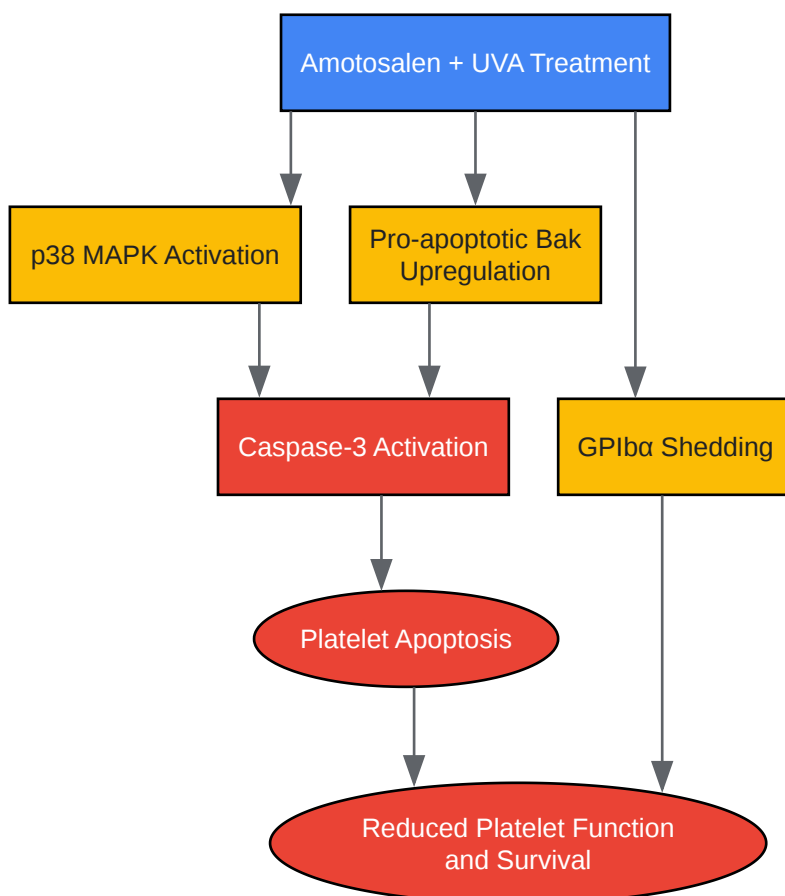 Amotosalen + UVA Treatment
p38 MAPK Activation
Pro-apoptotic Bak
Upregulation
Caspase-3 Activation
GPIbα Shedding
Platelet Apoptosis
Reduced Platelet Function
and Survival